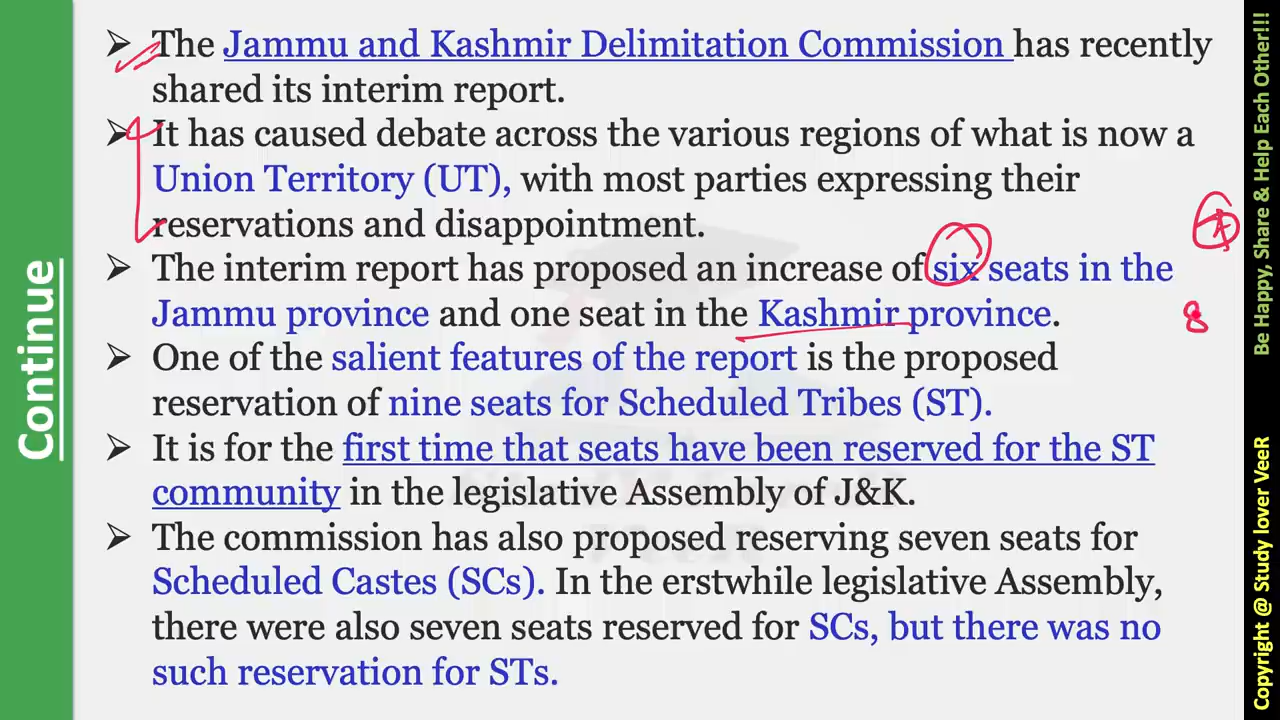 ➢ The Jammu and Kashmir Delimitation Commission has recently
shared its interim report.
➢ It has caused debate across the various regions of what is now a
Union Territory (UT), with most parties expressing their
reservations and disappointment.
➢ The interim report has proposed an increase of six seats in the
Jammu province and one seat in the Kashmir province.
➢ One of the salient features of the report is the proposed
reservation of nine seats for Scheduled Tribes (ST).
➢ It is for the first time that seats have been reserved for the ST
community in the legislative Assembly of J&K.
➢ The commission has also proposed reserving seven seats for
Scheduled Castes (SCs). In the erstwhile legislative Assembly,
there were also seven seats reserved for SCs, but there was no
such reservation for STs.
Continue
8
Be Happy, Share & Help Each Other!!!
Copyright @ Study lover VeeR